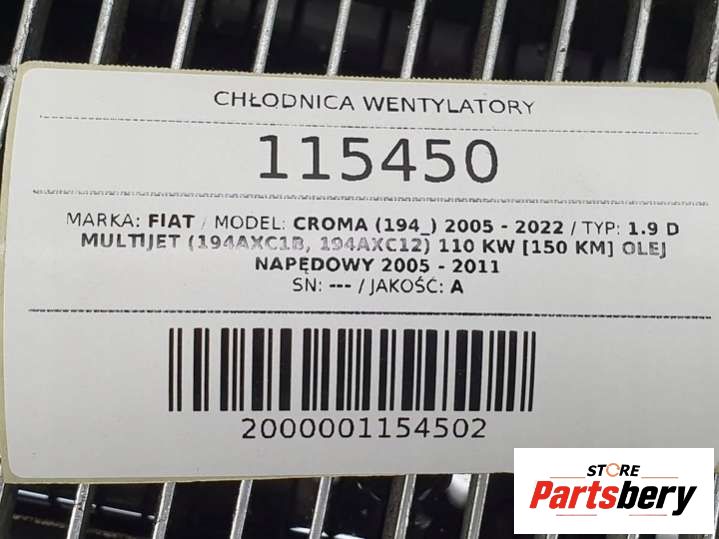 CHŁODNICA WENTYLATORY
115450
MARKA: FIAT / MODEL: CROMA (194_) 2005 - 2022 / TYP: 1.9 D
MULTIJET (194AXC1B, 194AXC12) 110 KW [150 KM] OLEJ
NAPĘDOWY 2005 - 2011
SN: --- / JAKOŚĆ: A
2000001154502
STORE
Partsbery